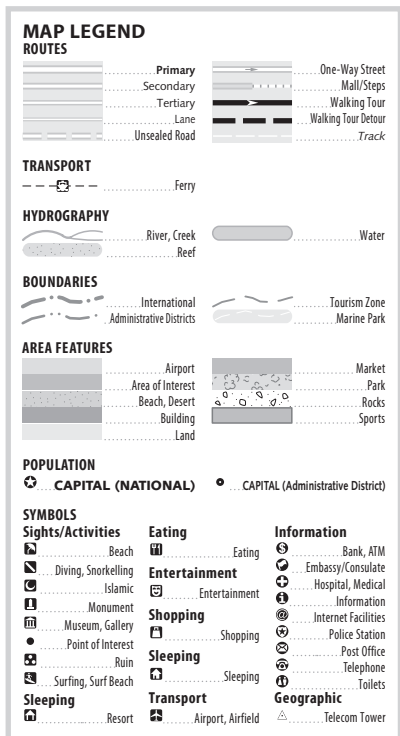 MAP LEGEND
ROUTES
Primary
Secondary
Tertiary
Lane
Unsealed Road
One-Way Street
Mall/Steps
Walking Tour
Walking Tour Detour
Track
TRANSPORT
Ferry
HYDROGRAPHY
River, Creek
Reef
Water
BOUNDARIES
International
Administrative Districts
Tourism Zone
Marine Park
AREA FEATURES
Airport
Area of Interest
Beach, Desert
Building
Land
Market
Park
Rocks
Sports
POPULATION
CAPITAL (NATIONAL)
CAPITAL (Administrative District)
SYMBOLS
Sights/Activities
Beach
Diving, Snorkelling
Islamic
Monument
Museum, Gallery
Point of Interest
Ruin
Surfing, Surf Beach
Sleeping
Resort
Eating
Eating
Entertainment
Entertainment
Shopping
Shopping
Sleeping
Sleeping
Transport
Airport, Airfield
Information
Bank, ATM
Embassy/Consulate
Hospital, Medical
Information
Internet Facilities
Police Station
Post Office
Telephone
Toilets
Geographic
Telecom Tower